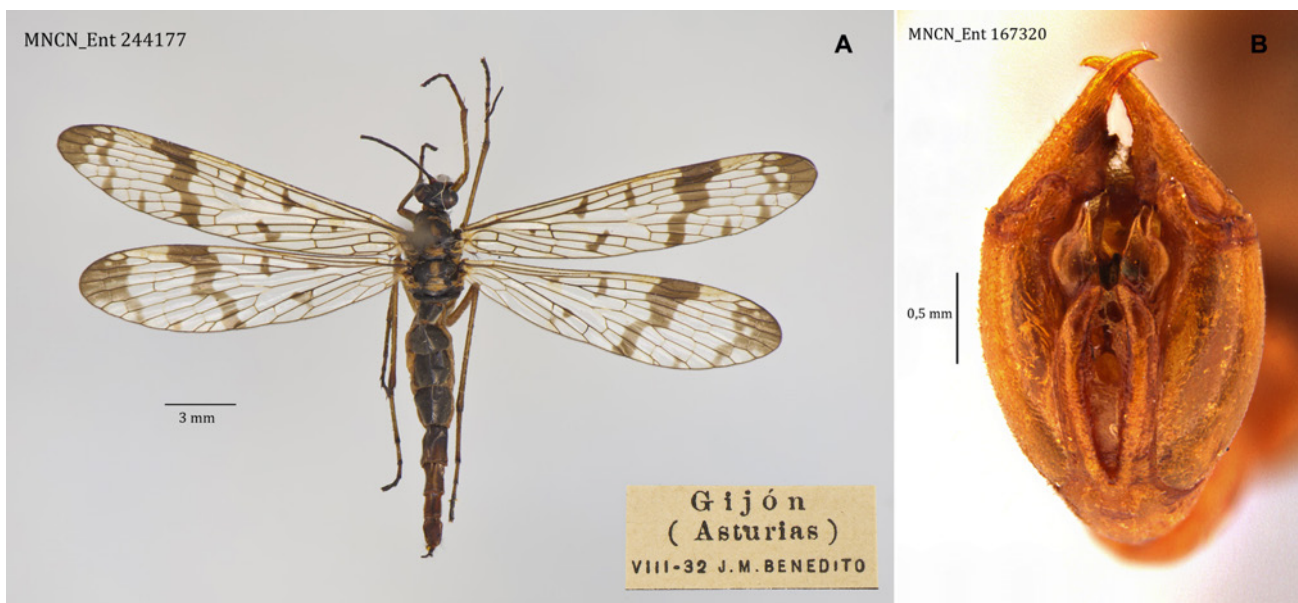 MNCN_Ent 244177
A
3 mm
Gijón
( Asturias )
VIII-32 J.M.BENEDITO
MNCN_Ent 167320
B
0,5 mm